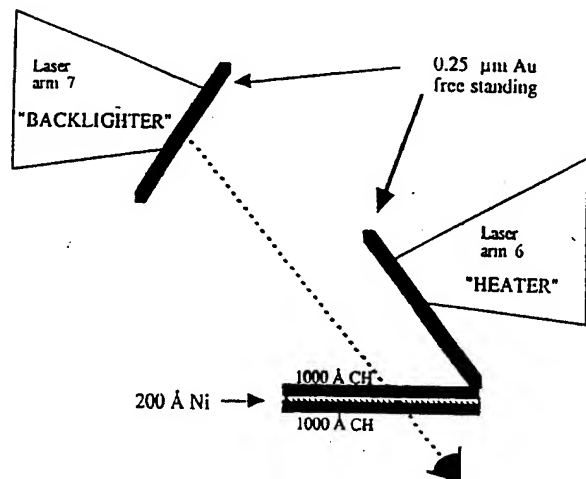 Laser
arm 7
"BACKLIGHTER"
0.25 µm Au
free standing
Laser
arm 6
"HEATER"
1000 Å CH
200 Å Ni
1000 Å CH